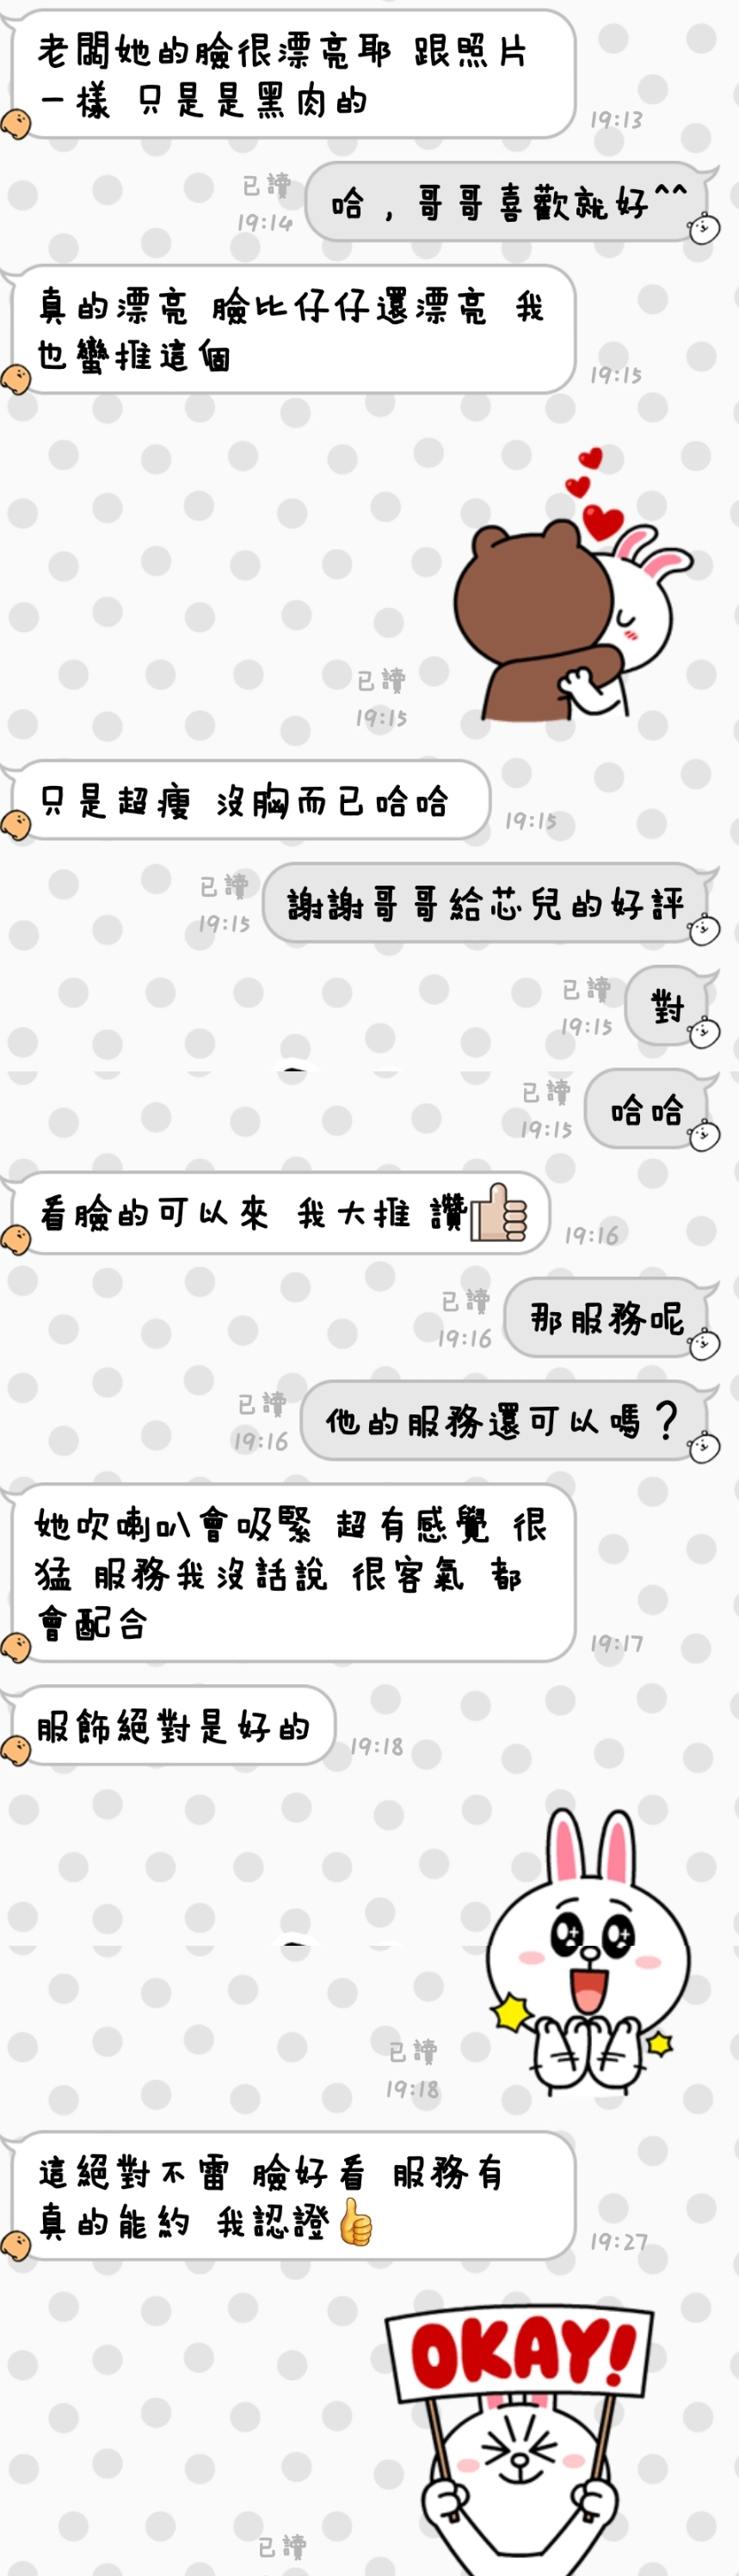 老闆她的臉很漂亮耶 跟照片
一樣 只是是黑肉的
19:13
已讀
19:14
哈，哥哥喜歡就好^^
真的漂亮 臉比仔仔還漂亮 我
也蠻推這個
19:15
已讀
19:15
只是超瘦 沒胸而已哈哈
19:15
已讀
19:15
謝謝哥哥給芯兒的好評
已讀
19:15
對
已讀
19:15
哈哈
看臉的可以來 我大推 讚👍🏻
19:16
已讀
19:16
那服務呢
已讀
19:16
他的服務還可以嗎？
她吹喇叭會吸緊 超有感覺 很
猛 服務我沒話說 很客氣 都
會配合
19:17
服飾絕對是好的
19:18
已讀
19:18
這絕對不雷 臉好看 服務有
真的能約 我認證👍
19:27
OKAY!
已讀